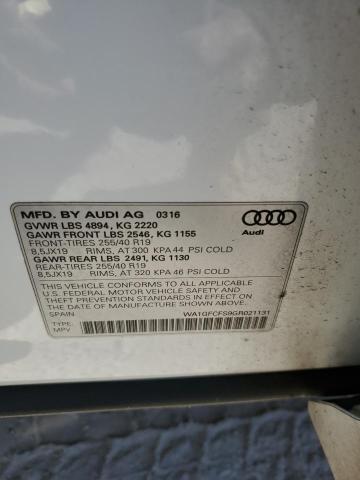 MFD. BY AUDI AG 0316
GVWR LBS 4894, KG 2220
GAWR FRONT LBS 2546, KG 1155
FRONT-TIRES 255/40 R19
8,5JX19 RIMS, AT 300 KPA 44 PSI COLD
GAWR REAR LBS 2491, KG 1130
REAR-TIRES 255/40 R19
8,5JX19 RIMS, AT 320 KPA 46 PSI COLD
Audi
THIS VEHICLE CONFORMS TO ALL APPLICABLE
U.S. FEDERAL MOTOR VEHICLE SAFETY AND
THEFT PREVENTION STANDARDS IN EFFECT ON
THE DATE OF MANUFACTURE SHOWN ABOVE.
WA1GFCFS9GR021131
TYPE:
MPV